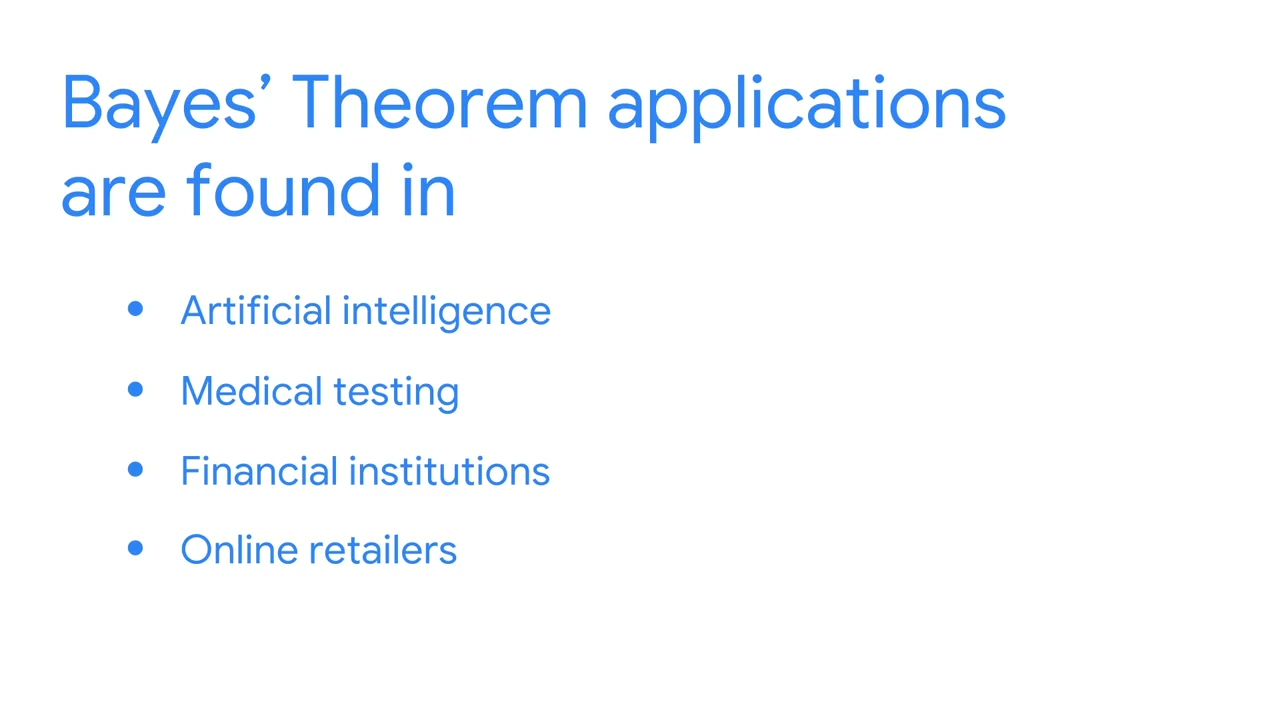 Bayes’ Theorem applications
are found in
● Artificial intelligence
● Medical testing
● Financial institutions
● Online retailers